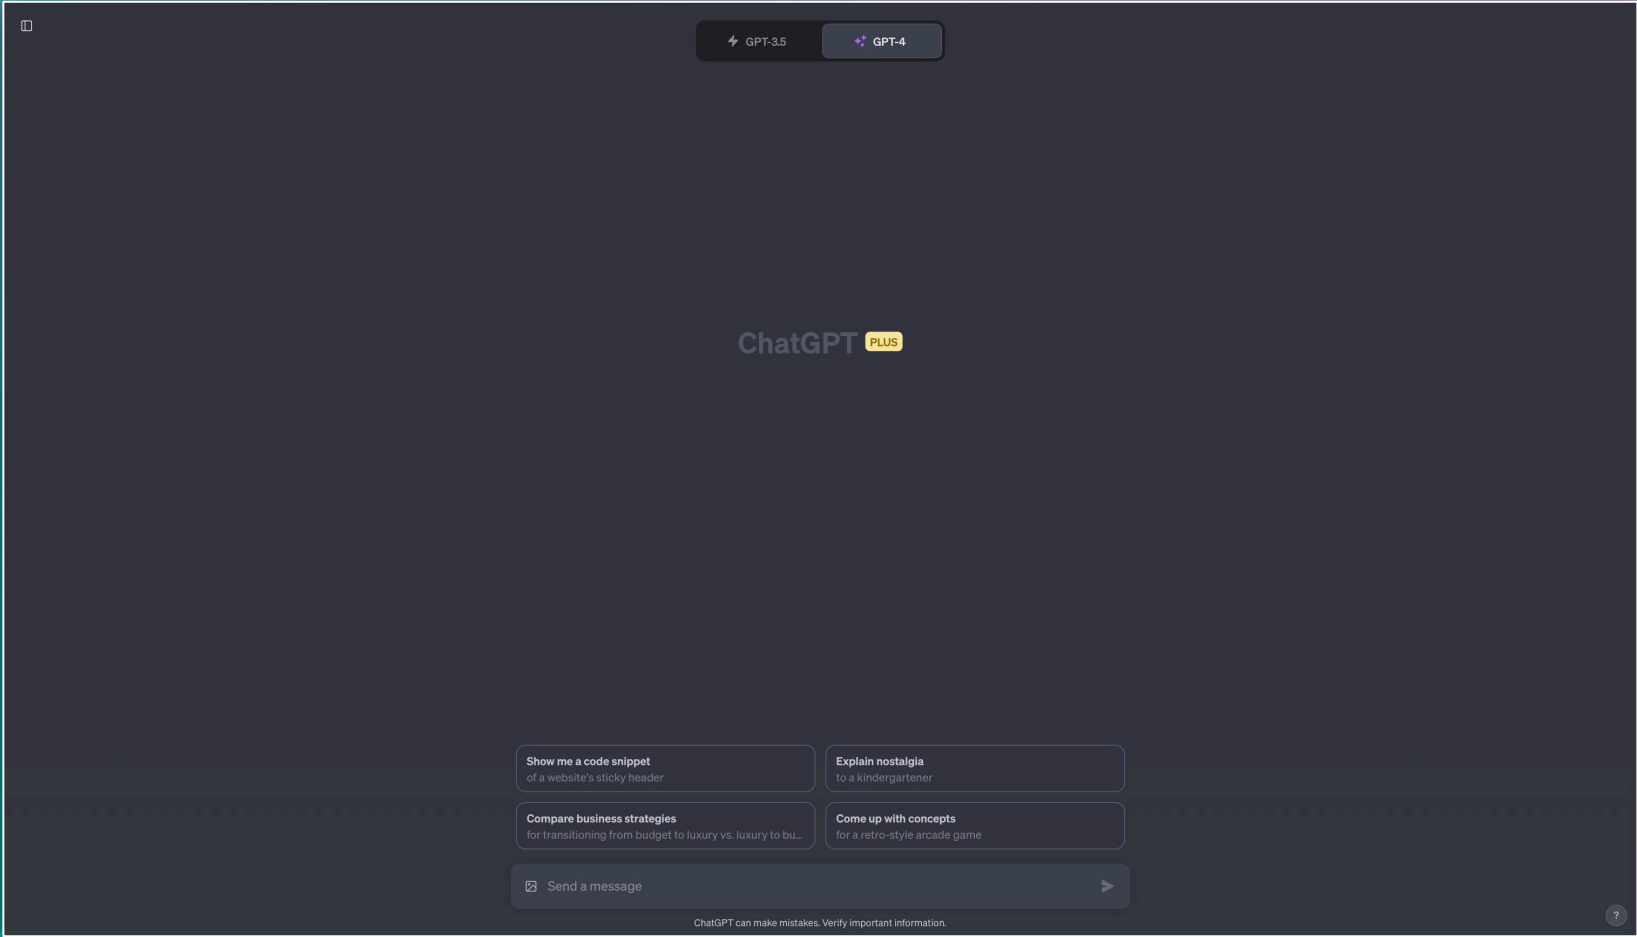 GPT-3.5
GPT-4
ChatGPT PLUS
Show me a code snippet
of a website's sticky header
Explain nostalgia
to a kindergartener
Compare business strategies
for transitioning from budget to luxury vs. luxury to bu...
Come up with concepts
for a retro-style arcade game
Send a message
ChatGPT can make mistakes. Verify important information.
?